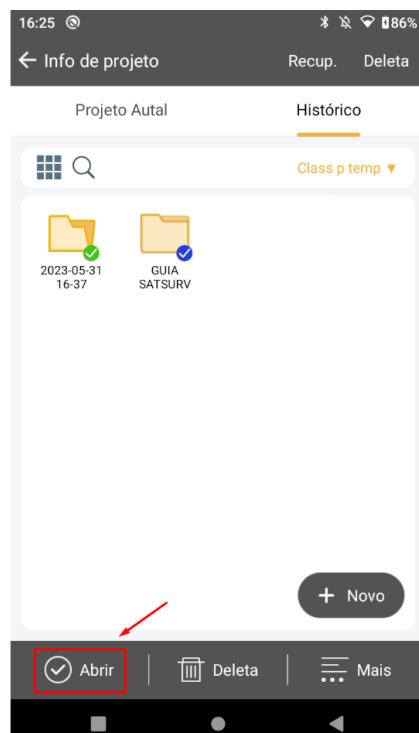 16:25 86%
Info de projeto Recup. Deleta
Projeto Autal Histórico
Class p temp ▼
2023-05-31
16-37
GUIA
SATSURV
+ Novo
Abrir Deleta Mais